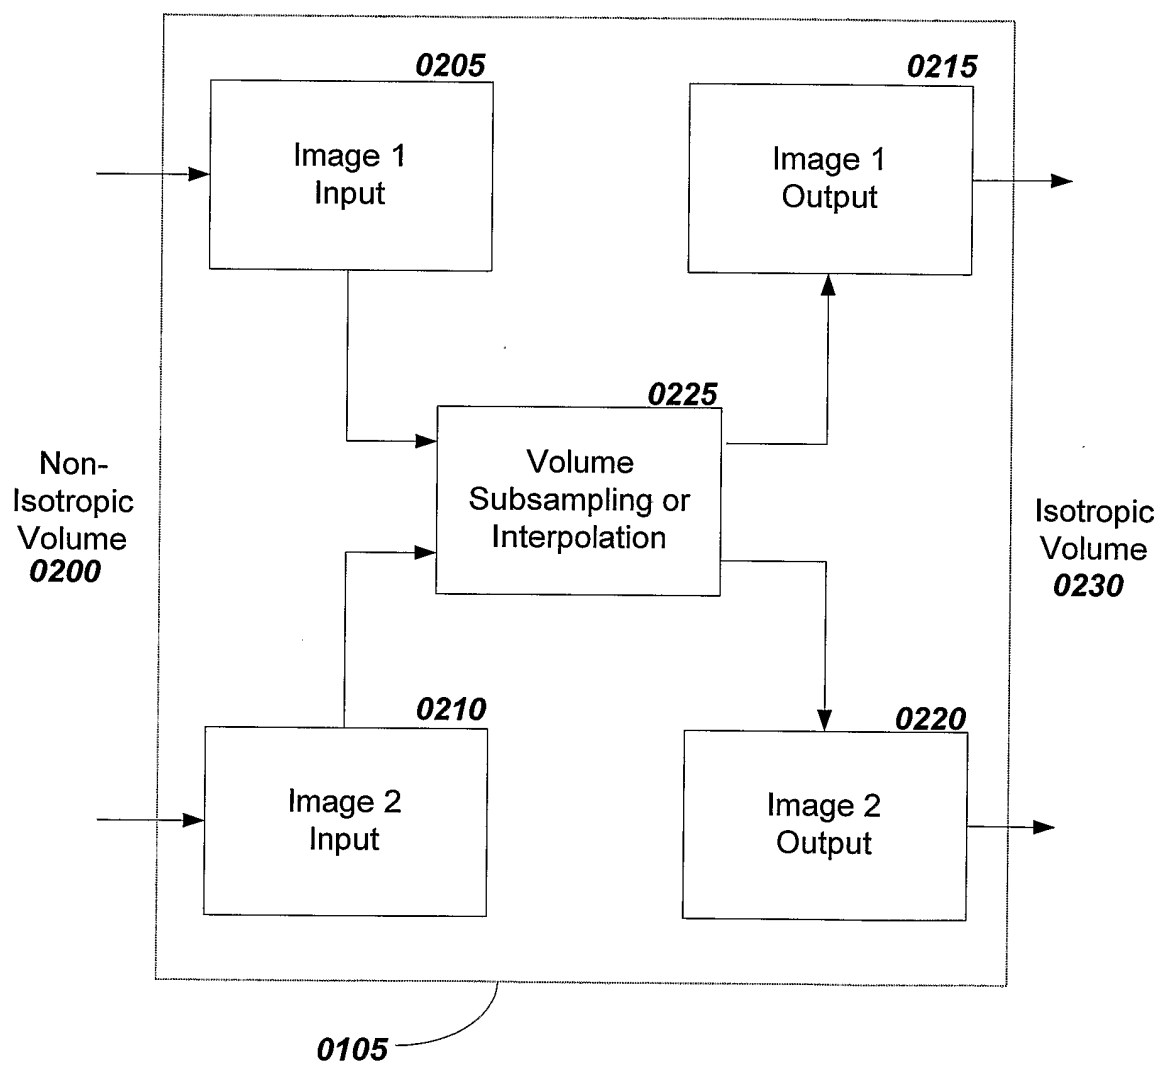 0205
Image 1
Input
0215
Image 1
Output
0225
Volume
Subsampling or
Interpolation
Non-
Isotropic
Volume
0200
Isotropic
Volume
0230
0210
Image 2
Input
0220
Image 2
Output
0105